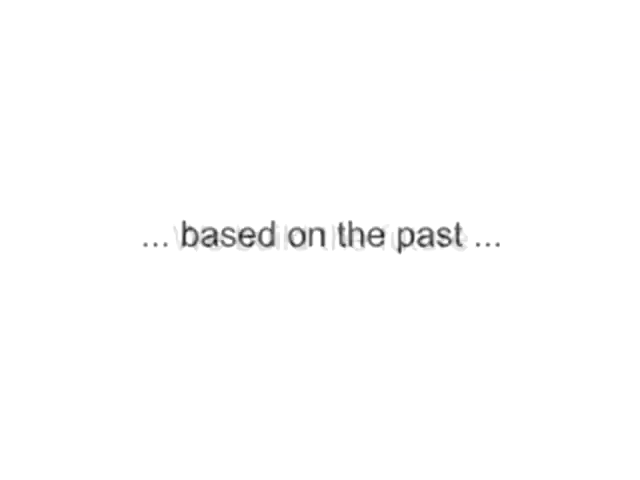 ... based on the past ...